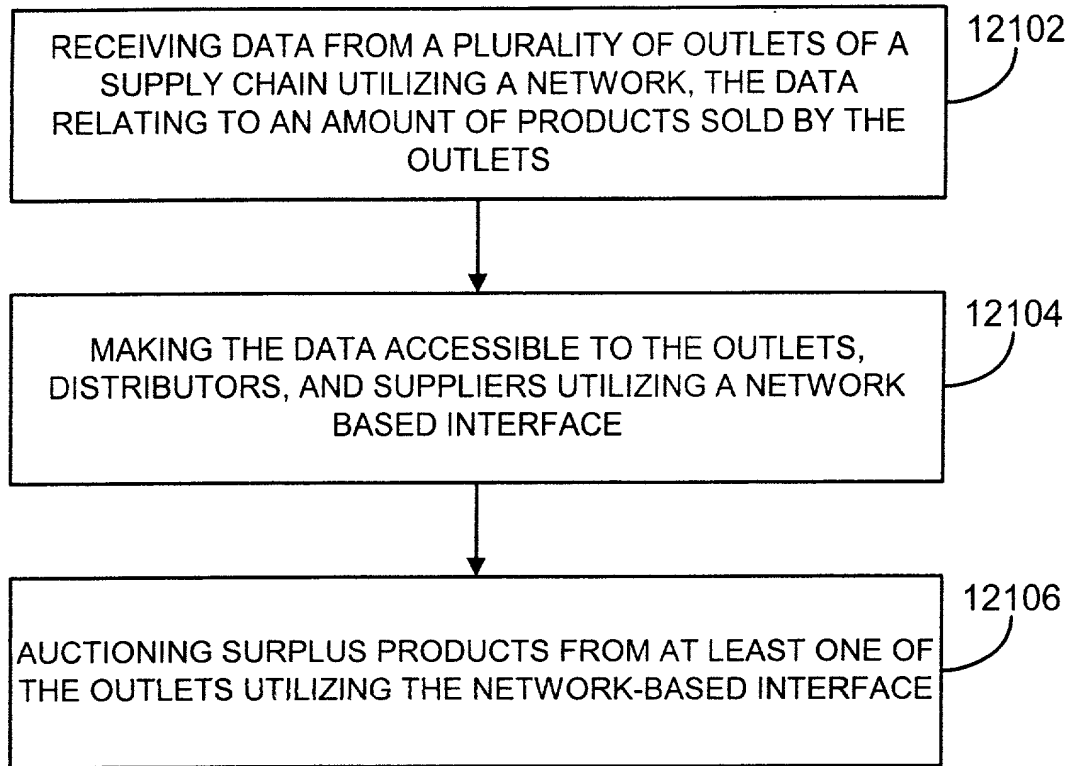 RECEIVING DATA FROM A PLURALITY OF OUTLETS OF A
SUPPLY CHAIN UTILIZING A NETWORK, THE DATA
RELATING TO AN AMOUNT OF PRODUCTS SOLD BY THE
OUTLETS
12102
MAKING THE DATA ACCESSIBLE TO THE OUTLETS,
DISTRIBUTORS, AND SUPPLIERS UTILIZING A NETWORK
BASED INTERFACE
12104
AUCTIONING SURPLUS PRODUCTS FROM AT LEAST ONE OF
THE OUTLETS UTILIZING THE NETWORK-BASED INTERFACE
12106